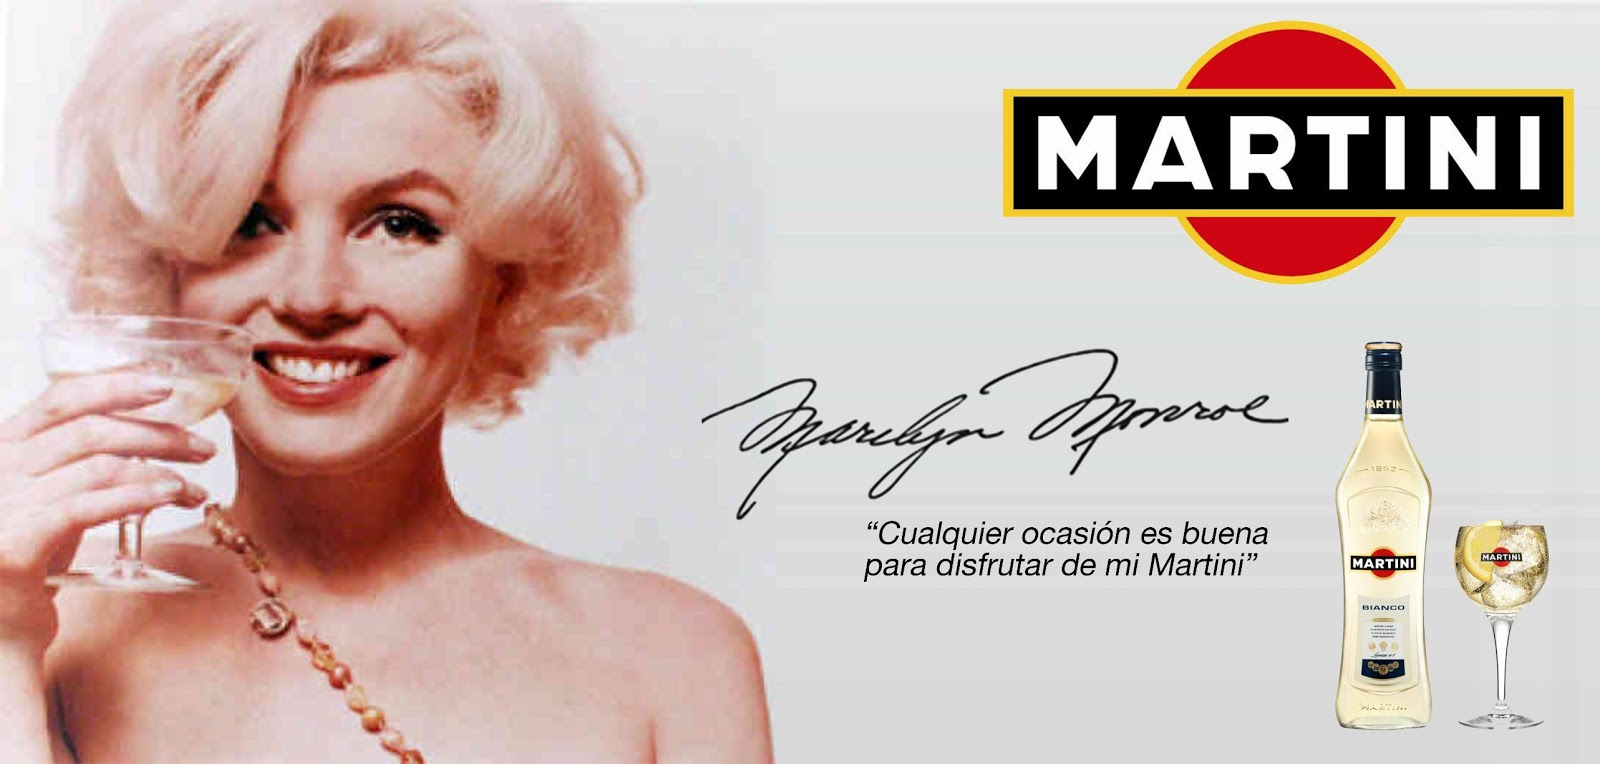 MARTINI
Marilyn Monroe
“Cualquier ocasión es buena
para disfrutar de mi Martini”
MARTINI
MARTINI
BIANCO
MARTINI
MARTINI